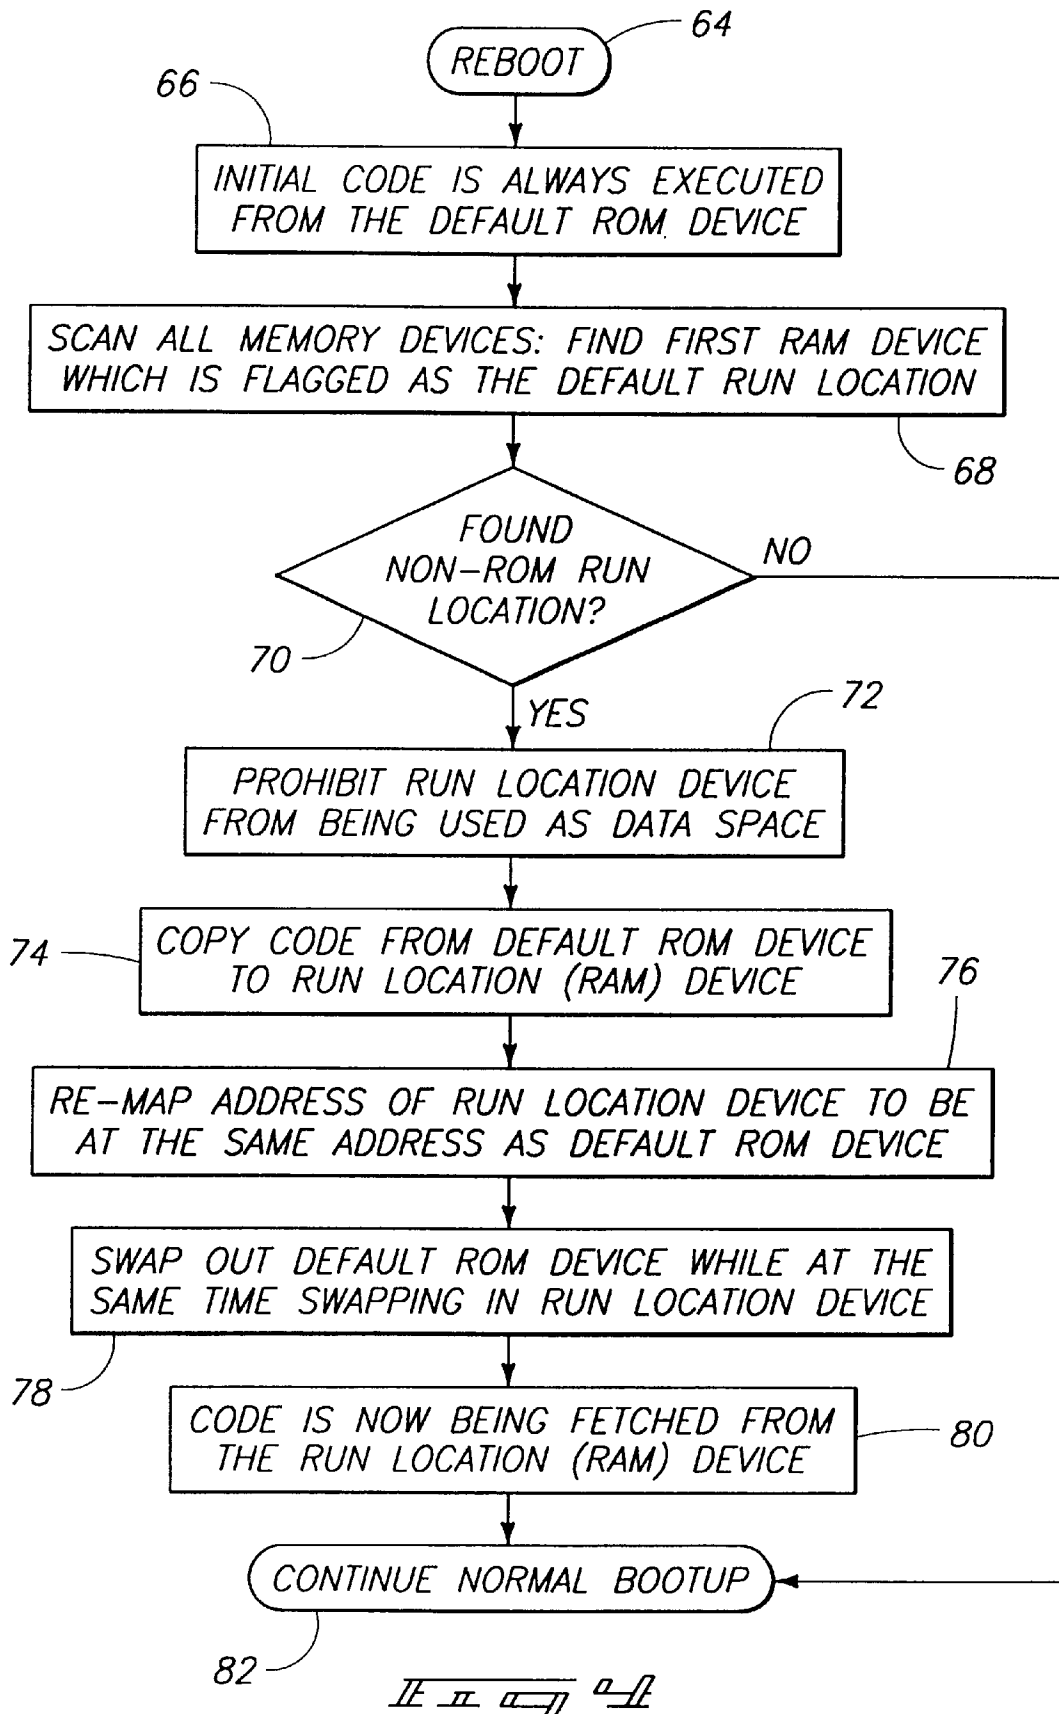 REBOOT
64
66
INITIAL CODE IS ALWAYS EXECUTED
FROM THE DEFAULT ROM DEVICE
SCAN ALL MEMORY DEVICES: FIND FIRST RAM DEVICE
WHICH IS FLAGGED AS THE DEFAULT RUN LOCATION
68
FOUND
NON-ROM RUN
LOCATION?
NO
70
YES
72
PROHIBIT RUN LOCATION DEVICE
FROM BEING USED AS DATA SPACE
74
COPY CODE FROM DEFAULT ROM DEVICE
TO RUN LOCATION (RAM) DEVICE
76
RE-MAP ADDRESS OF RUN LOCATION DEVICE TO BE
AT THE SAME ADDRESS AS DEFAULT ROM DEVICE
SWAP OUT DEFAULT ROM DEVICE WHILE AT THE
SAME TIME SWAPPING IN RUN LOCATION DEVICE
78
CODE IS NOW BEING FETCHED FROM
THE RUN LOCATION (RAM) DEVICE
80
CONTINUE NORMAL BOOTUP
82
FIG 4